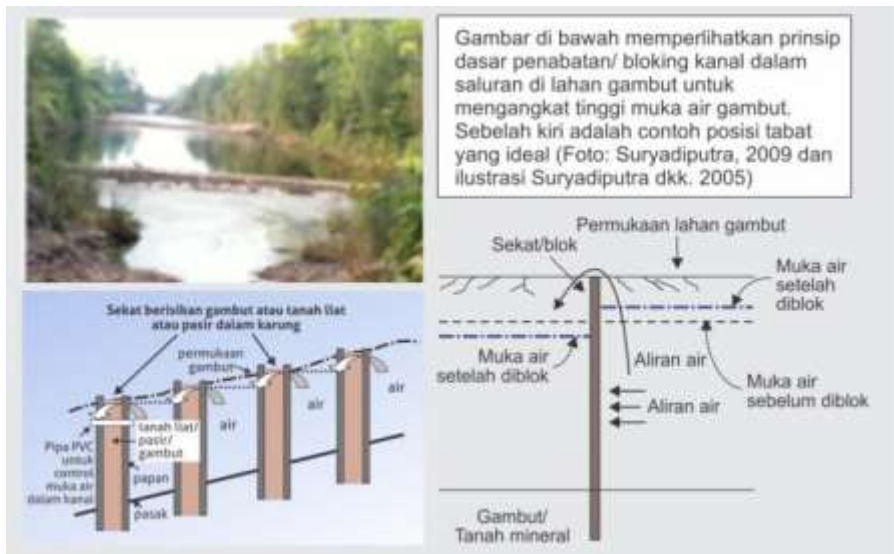 Gambar di bawah memperlihatkan prinsip
dasar penabatan/ bloking kanal dalam
saluran di lahan gambut untuk
mengangkat tinggi muka air gambut.
Sebelah kiri adalah contoh posisi tabat
yang ideal (Foto: Suryadiputra, 2009 dan
ilustrasi Suryadiputra dkk. 2005)
Sekat berisikan gambut atau tanah liat
atau pasir dalam karung
permukaan
gambut
air
air
air
tanah liat/
pasir/
gambut
Pipa PVC
untuk
control
muka air
dalam kanal
papan
pasak
Permukaan lahan gambut
Sekat/blok
Muka air
setelah
diblok
Muka air
setelah diblok
Aliran air
Muka air
sebelum diblok
Aliran air
Gambut/
Tanah mineral